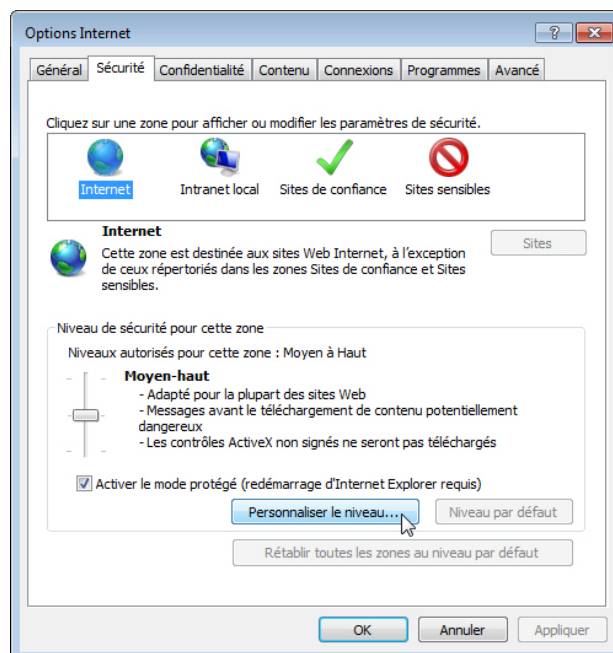 Options Internet
Général Sécurité Confidentialité Contenu Connexions Programmes Avancé
Cliquez sur une zone pour afficher ou modifier les paramètres de sécurité.
Internet Intranet local Sites de confiance Sites sensibles
Internet
Sites
Cette zone est destinée aux sites Web Internet, à l'exception
de ceux répertoriés dans les zones Sites de confiance et Sites
sensibles.
Niveau de sécurité pour cette zone
Niveaux autorisés pour cette zone : Moyen à Haut
Moyen-haut
- Adapté pour la plupart des sites Web
- Messages avant le téléchargement de contenu potentiellement
dangereux
- Les contrôles ActiveX non signés ne seront pas téléchargés
Activer le mode protégé (redémarrage d'Internet Explorer requis)
Personnaliser le niveau... Niveau par défaut
Rétablir toutes les zones au niveau par défaut
OK Annuler Appliquer